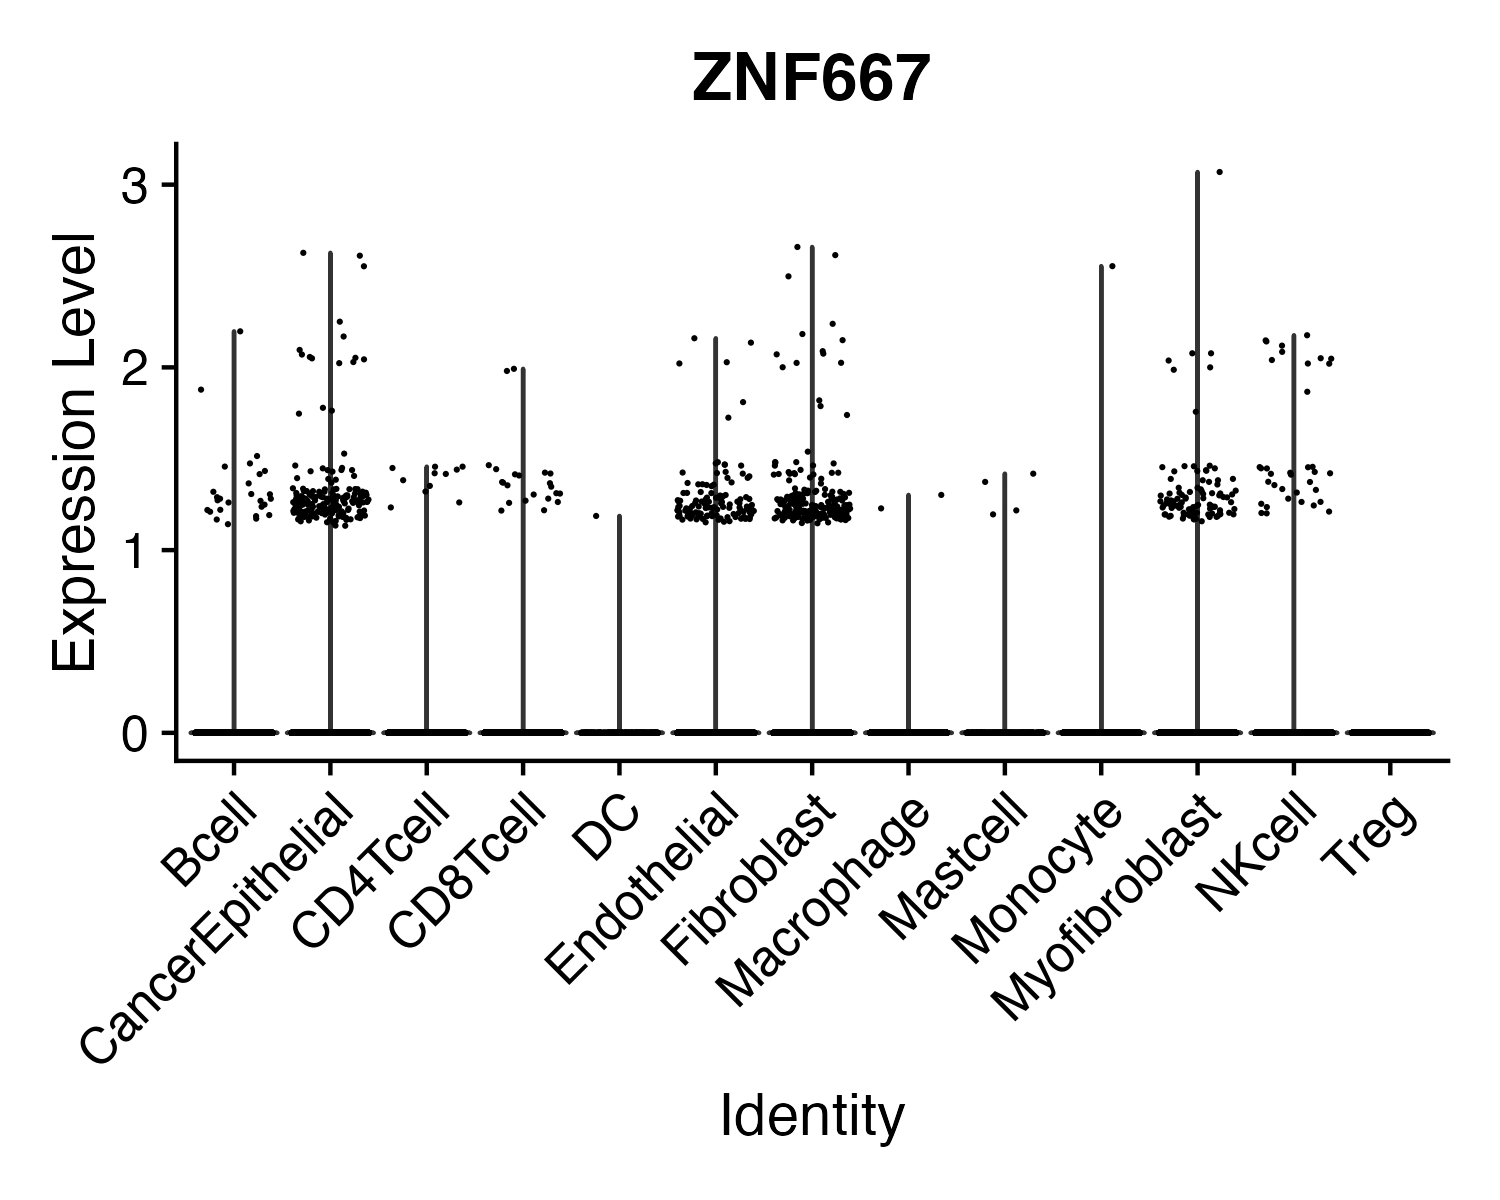 ZNF667
Expression Level
3
2
1
0
Bcell
CancerEpithelial
CD4Tcell
CD8Tcell
DC
Endothelial
Fibroblast
Macrophage
Mastcell
Monocyte
Myofibroblast
NKcell
Treg
Identity